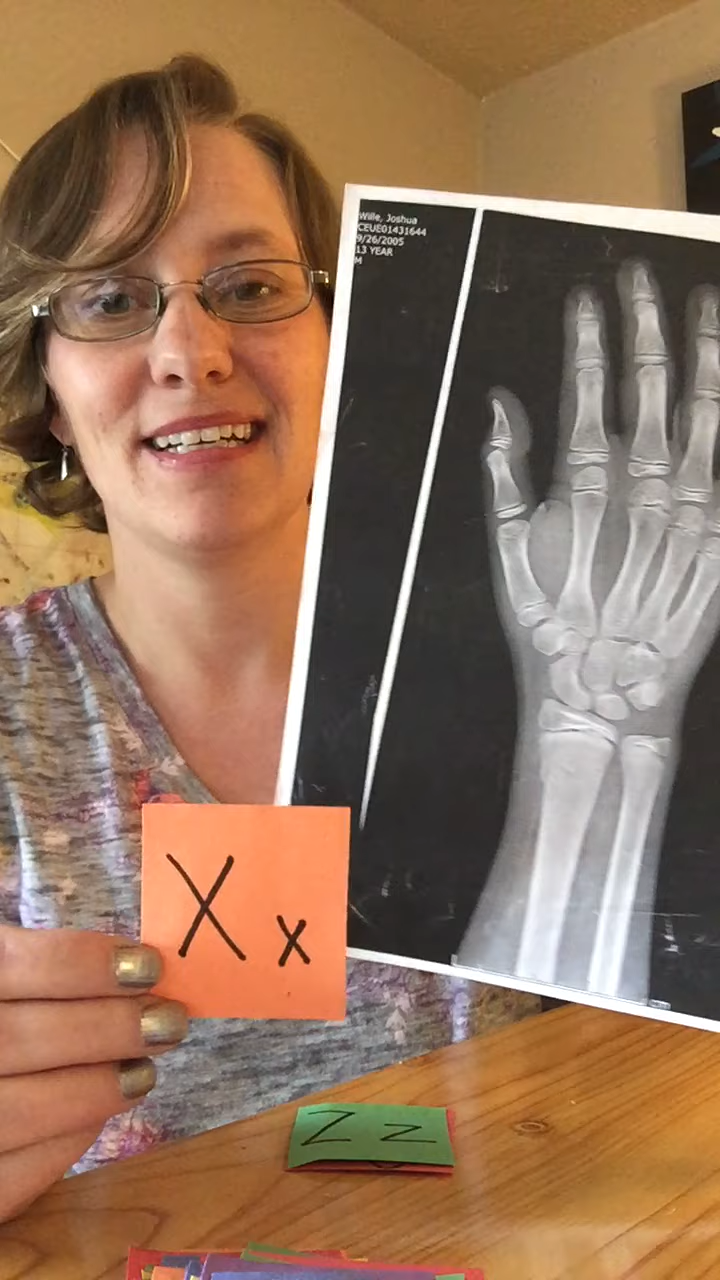 Wille, Joshua
CEUE01431644
9/26/2005
13 YEAR
M
X x
Z z